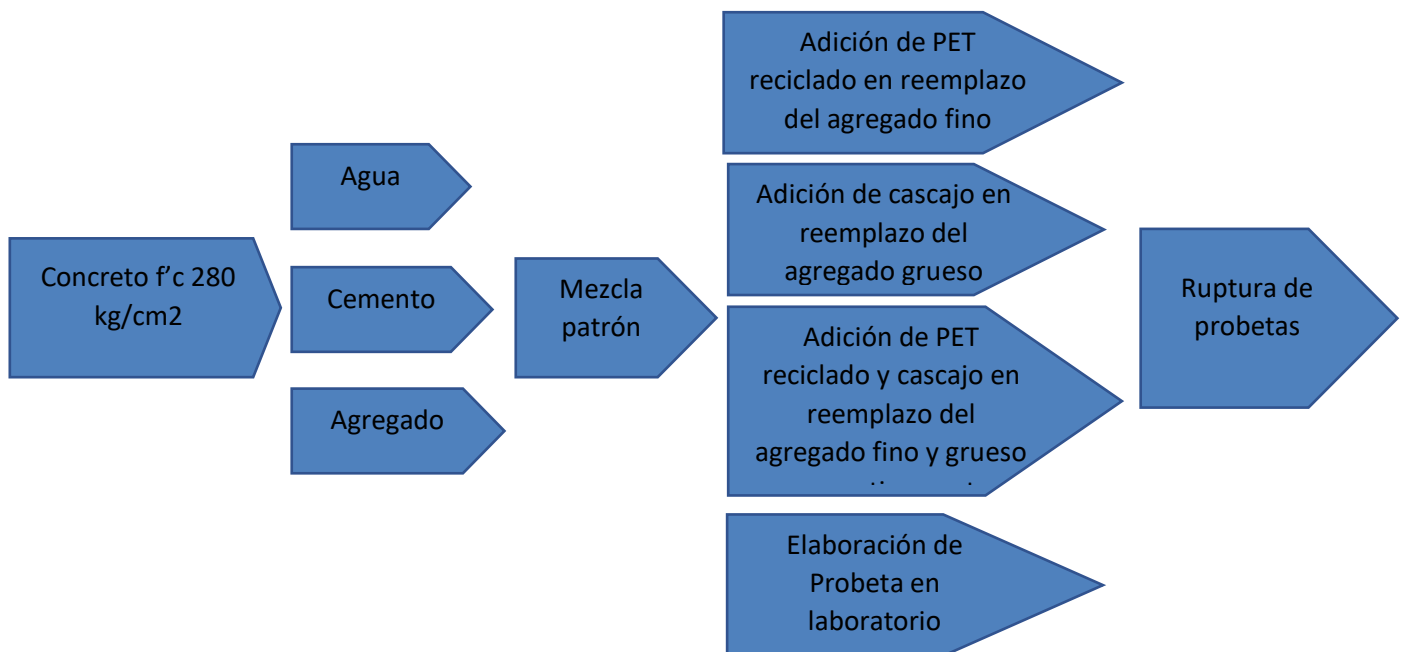 Concreto f'c 280
kg/cm2
Agua
Cemento
Agregado
Mezcla
patrón
Adición de PET
reciclado en reemplazo
del agregado fino
Adición de cascajo en
reemplazo del
agregado grueso
Adición de PET
reciclado y cascajo en
reemplazo del
agregado fino y grueso
Elaboración de
Probeta en
laboratorio
Ruptura de
probetas